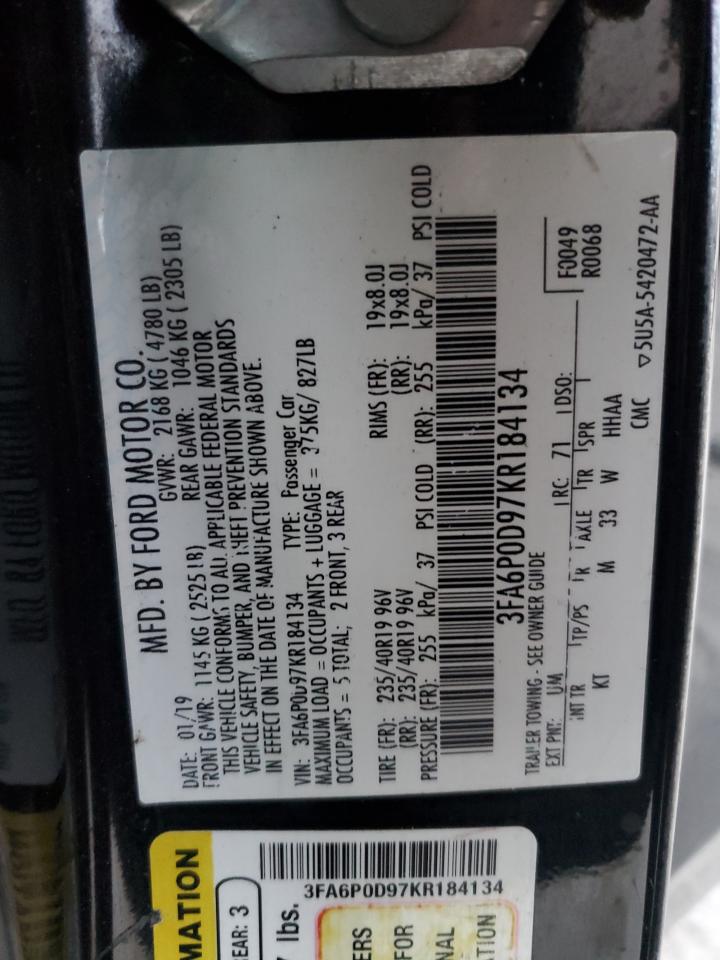 MFD. BY FORD MOTOR CO.
DATE: 01/19 GVWR: 2168 KG ( 4780 LB)
FRONT GAWR: 1145 KG ( 2525 LB) REAR GAWR: 1046 KG ( 2305 LB)
THIS VEHICLE CONFORMS TO ALL APPLICABLE FEDERAL MOTOR
VEHICLE SAFETY, BUMPER, AND THEFT PREVENTION STANDARDS
IN EFFECT ON THE DATE OF MANUFACTURE SHOWN ABOVE.
VIN: 3FA6P0D97KR184134 TYPE: Passenger Car
MAXIMUM LOAD = OCCUPANTS + LUGGAGE = 375KG/ 827LB
OCCUPANTS = 5 TOTAL; 2 FRONT, 3 REAR
TIRE (FR): 235/40R19 96V RIMS (FR): 19x8.0J
(RR): 235/40R19 96V (RR): 19x8.0J
PRESSURE (FR): 255 kPa/ 37 PSI COLD (RR): 255 kPa/ 37 PSI COLD
3FA6P0D97KR184134
TRAILER TOWING - SEE OWNER GUIDE
EXT PNT: UM RC: 71 DSO: F0049
R0068
INT TR TP/PS R AXLE TR SPR
KT M 33 W HHAA
CMC ▽5U5A-5420472-AA
MATION
EAR: 3
lbs.
3FA6P0D97KR184134
ERS
FOR
NAL
TION